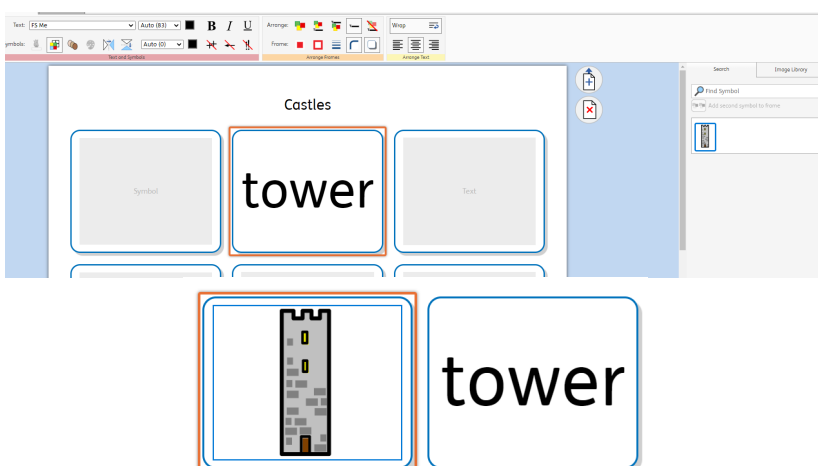 Text: FS Me Auto (83) B I U Arrange: Wrap
ymbols: Auto (0) Frame:
Text and Symbols Arrange Frames Arrange Text
Search Image Library
Find Symbol
Add second symbol to frame
Castles
Symbol tower Text
tower